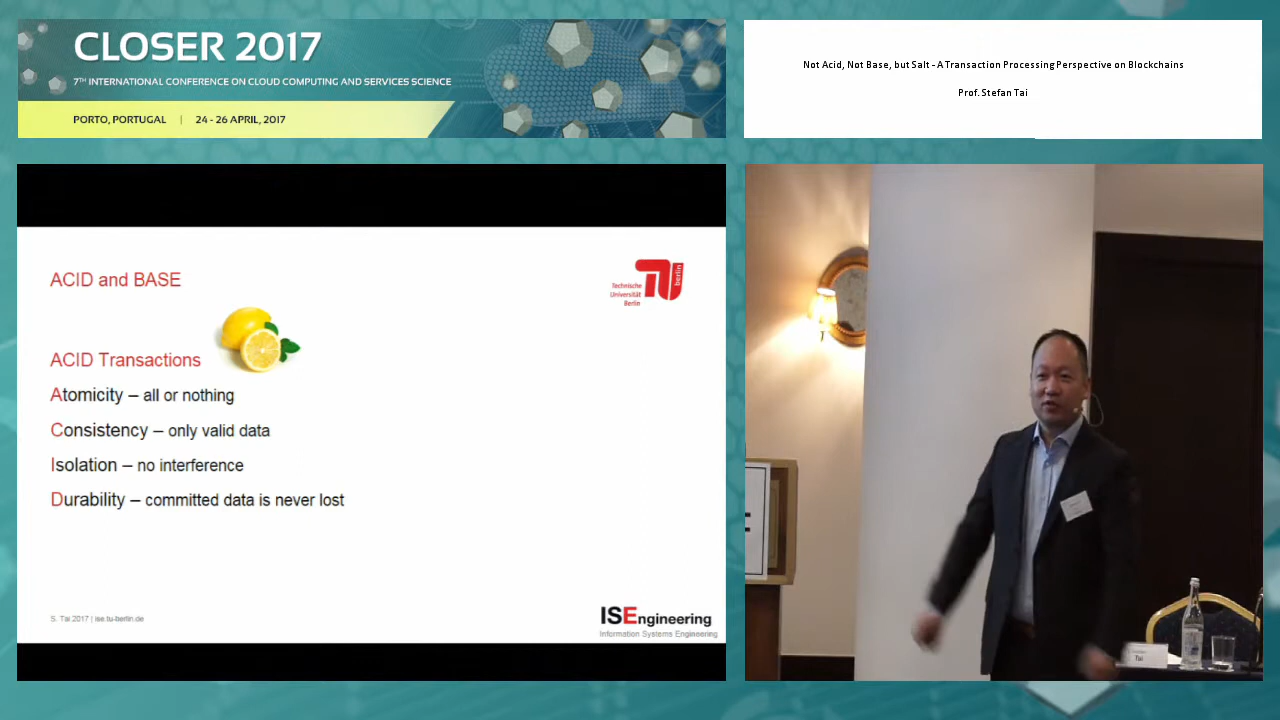 CLOSER 2017
7TH INTERNATIONAL CONFERENCE ON CLOUD COMPUTING AND SERVICES SCIENCE
PORTO, PORTUGAL | 24 - 26 APRIL, 2017
Not Acid, Not Base, but Salt - A Transaction Processing Perspective on Blockchains
Prof. Stefan Tai
ACID and BASE
Technische
Universität
Berlin
berlin
ACID Transactions
Atomicity – all or nothing
Consistency – only valid data
Isolation – no interference
Durability – committed data is never lost
S. Tai 2017 | ise.tu-berlin.de
ISEngineering
Information Systems Engineering
Tai